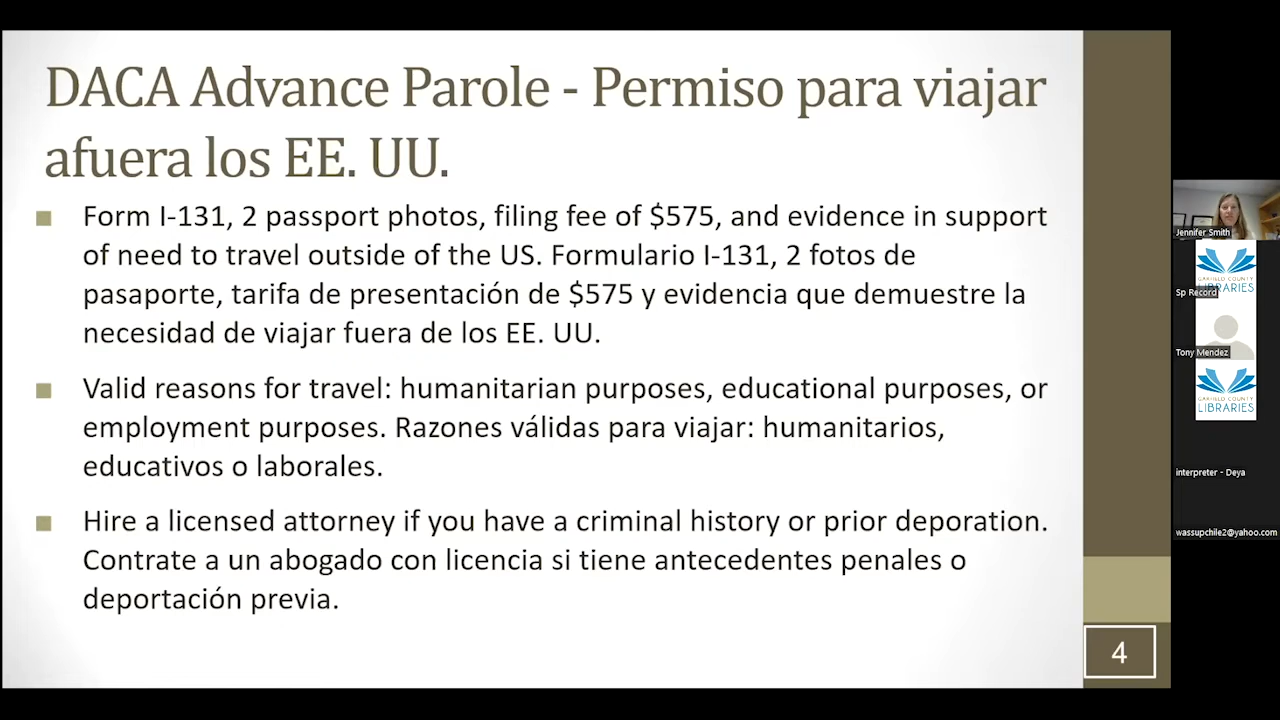 DACA Advance Parole - Permiso para viajar
afuera los EE. UU.
Form I-131, 2 passport photos, filing fee of $575, and evidence in support
of need to travel outside of the US. Formulario I-131, 2 fotos de
pasaporte, tarifa de presentación de $575 y evidencia que demuestre la
necesidad de viajar fuera de los EE. UU.
Valid reasons for travel: humanitarian purposes, educational purposes, or
employment purposes. Razones válidas para viajar: humanitarios,
educativos o laborales.
Hire a licensed attorney if you have a criminal history or prior deporation.
Contrate a un abogado con licencia si tiene antecedentes penales o
deportación previa.
4
Jennifer Smith
GARFIELD COUNTY
LIBRARIES
Sp Record
Tony Mendez
GARFIELD COUNTY
LIBRARIES
interpreter - Deya
wassupchile2@yahoo.com